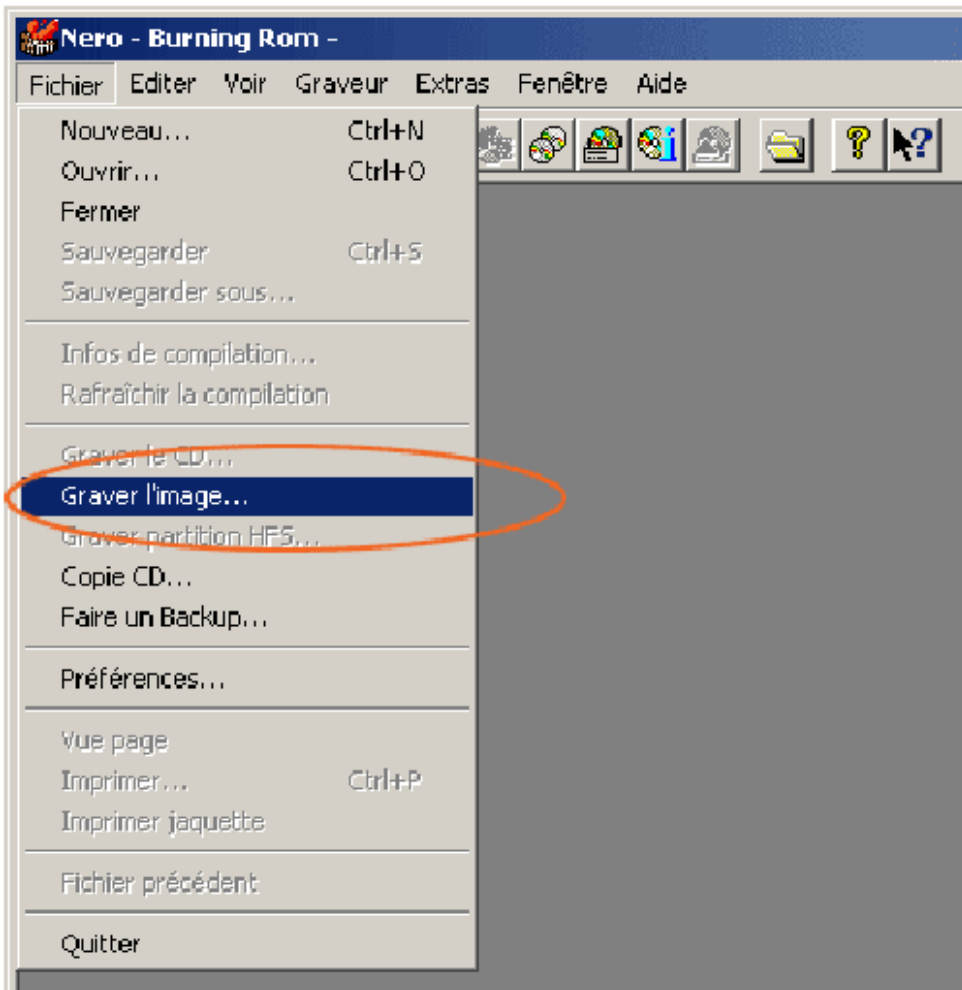 Nero - Burning Rom -
Fichier Editer Voir Graveur Extras Fenêtre Aide
Nouveau... Ctrl+N
Ouvrir... Ctrl+O
Fermer
Sauvegarder Ctrl+S
Sauvegarder sous...
Infos de compilation...
Rafraîchir la compilation
Graver le CD...
Graver l'image...
Graver partition HFS...
Copie CD...
Faire un Backup...
Préférences...
Vue page
Imprimer... Ctrl+P
Imprimer jaquette
Fichier précédent
Quitter